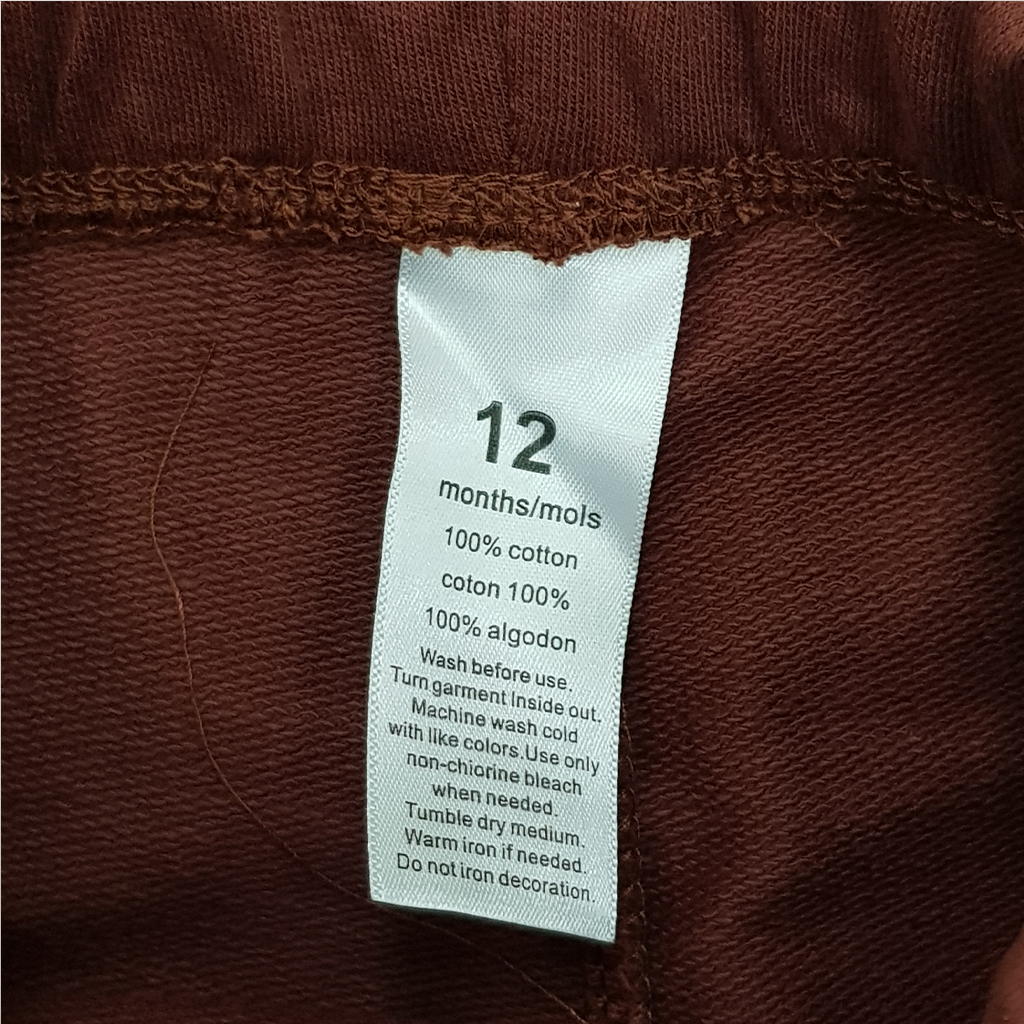 12
months/mols
100% cotton
coton 100%
100% algodon
Wash before use.
Turn garment Inside out.
Machine wash cold
with like colors.Use only
non-chiorine bleach
when needed.
Tumble dry medium.
Warm iron if needed.
Do not iron decoration.